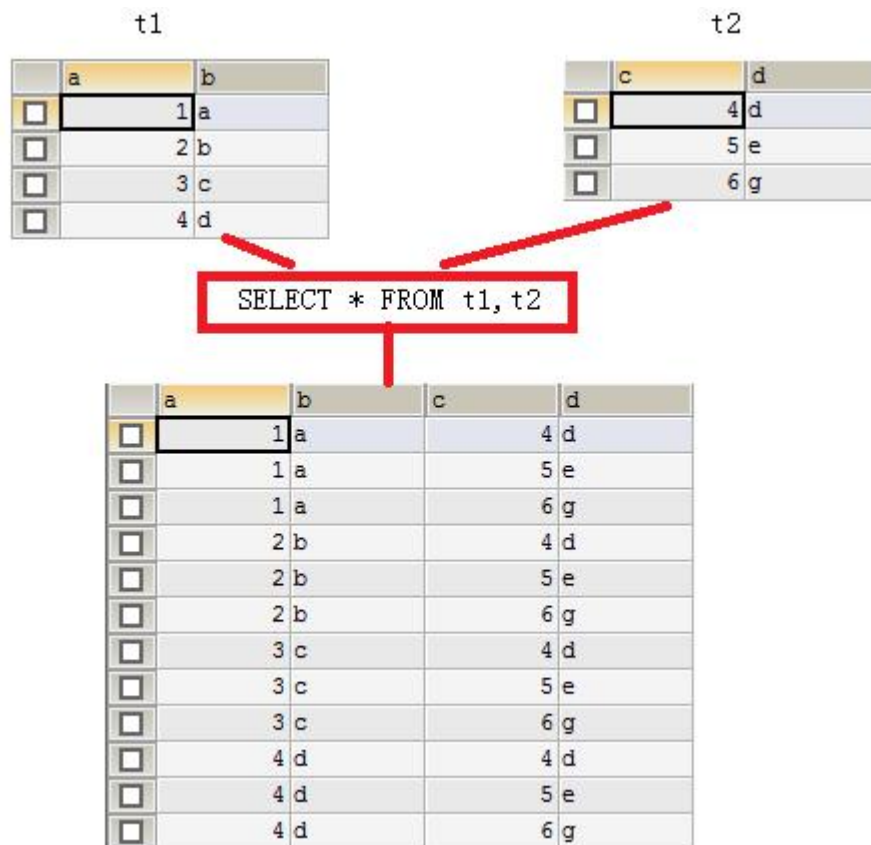 t1 t2
a b
1 a
2 b
3 c
4 d
c d
4 d
5 e
6 g
SELECT * FROM t1,t2
a b c d
1 a 4 d
1 a 5 e
1 a 6 g
2 b 4 d
2 b 5 e
2 b 6 g
3 c 4 d
3 c 5 e
3 c 6 g
4 d 4 d
4 d 5 e
4 d 6 g